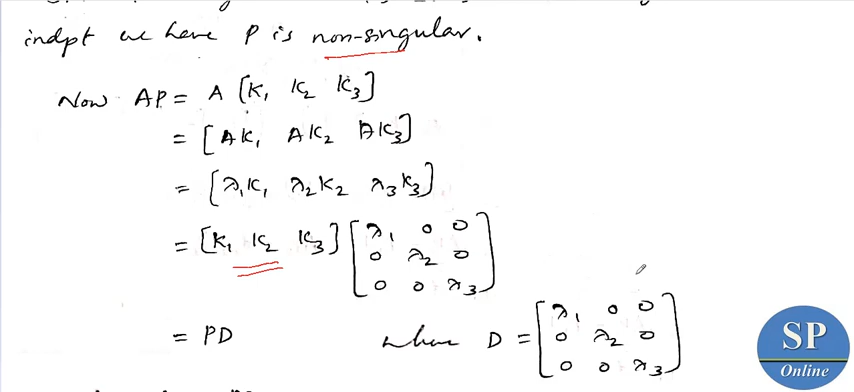 indpt we have P is non-singular.
Now AP = A [K₁ K₂ K₃]
= [AK₁ AK₂ AK₃]
= [λ₁K₁ λ₂K₂ λ₃K₃]
= [K₁ K₂ K₃] [λ₁ 0 0
0 λ₂ 0
0 0 λ₃]
= PD where D = [λ₁ 0 0
0 λ₂ 0
0 0 λ₃]
SP
Online